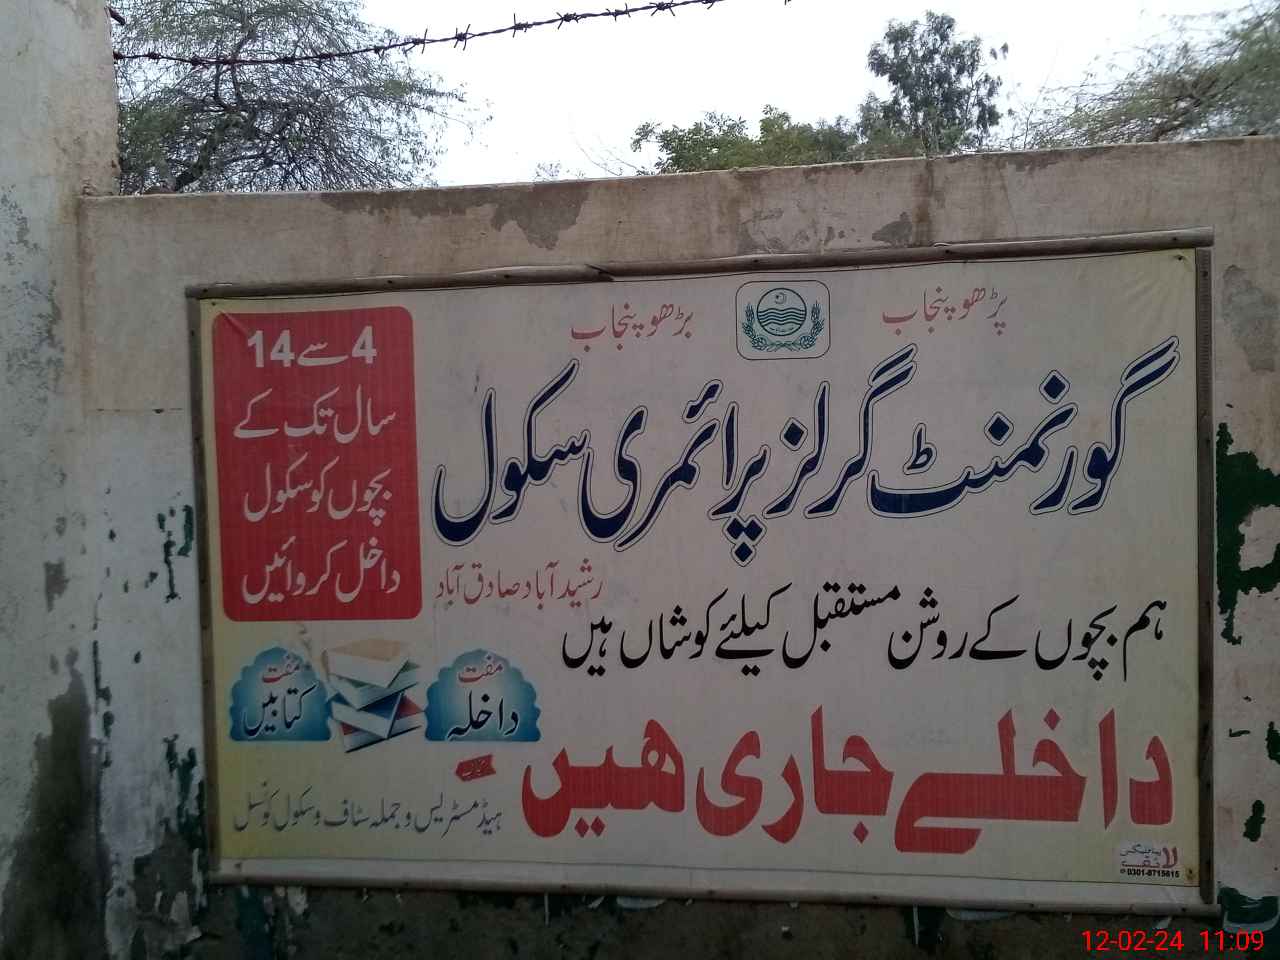 پڑھو پنجاب
بڑھو پنجاب
گورنمنٹ گرلز پرائمری سکول
رشید آباد صادق آباد
4 سے 14
سال تک کے
بچوں کو سکول
داخل کروائیں
ہم بچوں کے روشن مستقبل کیلئے کوشاں ہیں
مفت
داخلہ
مفت
کتابیں
داخلے جاری ھیں
ہیڈ مسٹریس و جملہ سٹاف و سکول کونسل
0301-8715615
12-02-24 11:09